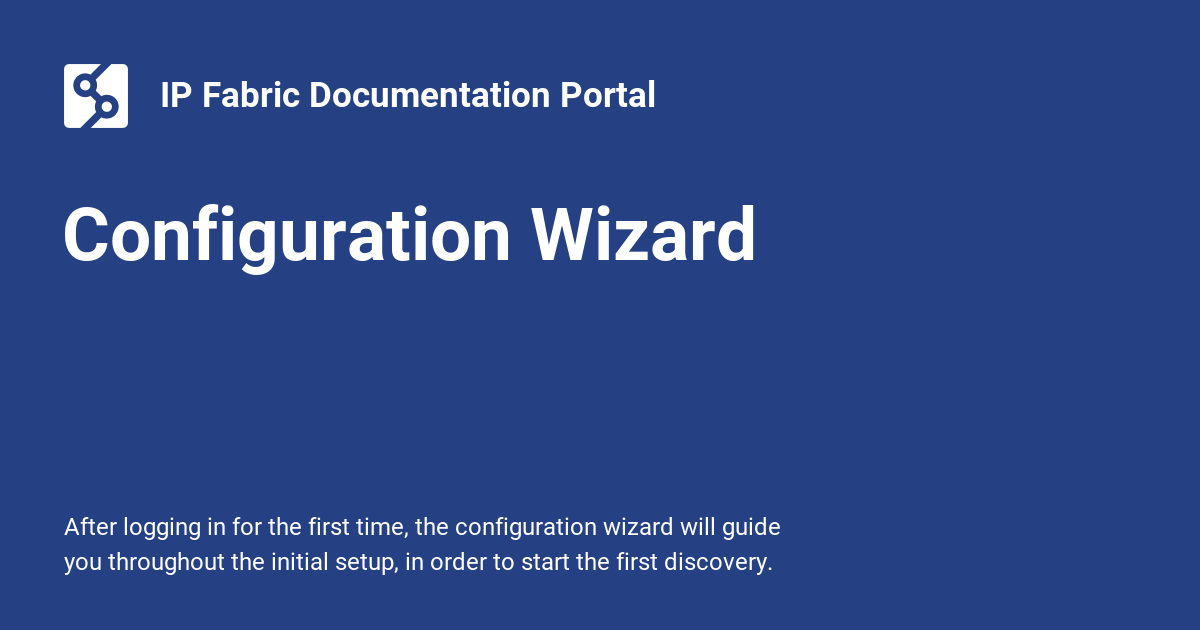 IP Fabric Documentation Portal
Configuration Wizard
After logging in for the first time, the configuration wizard will guide
you throughout the initial setup, in order to start the first discovery.